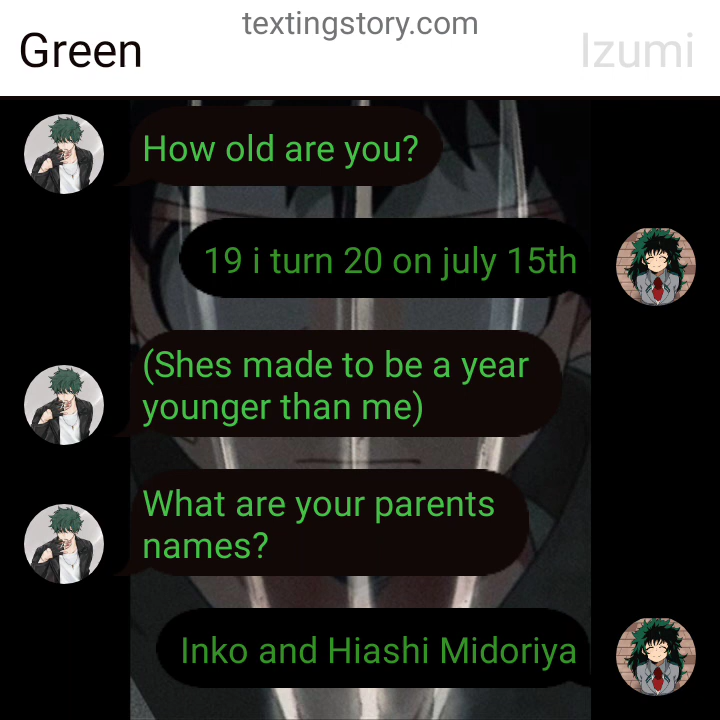 textingstory.com
Green
Izumi
How old are you?
19 i turn 20 on july 15th
(Shes made to be a year
younger than me)
What are your parents
names?
Inko and Hiashi Midoriya